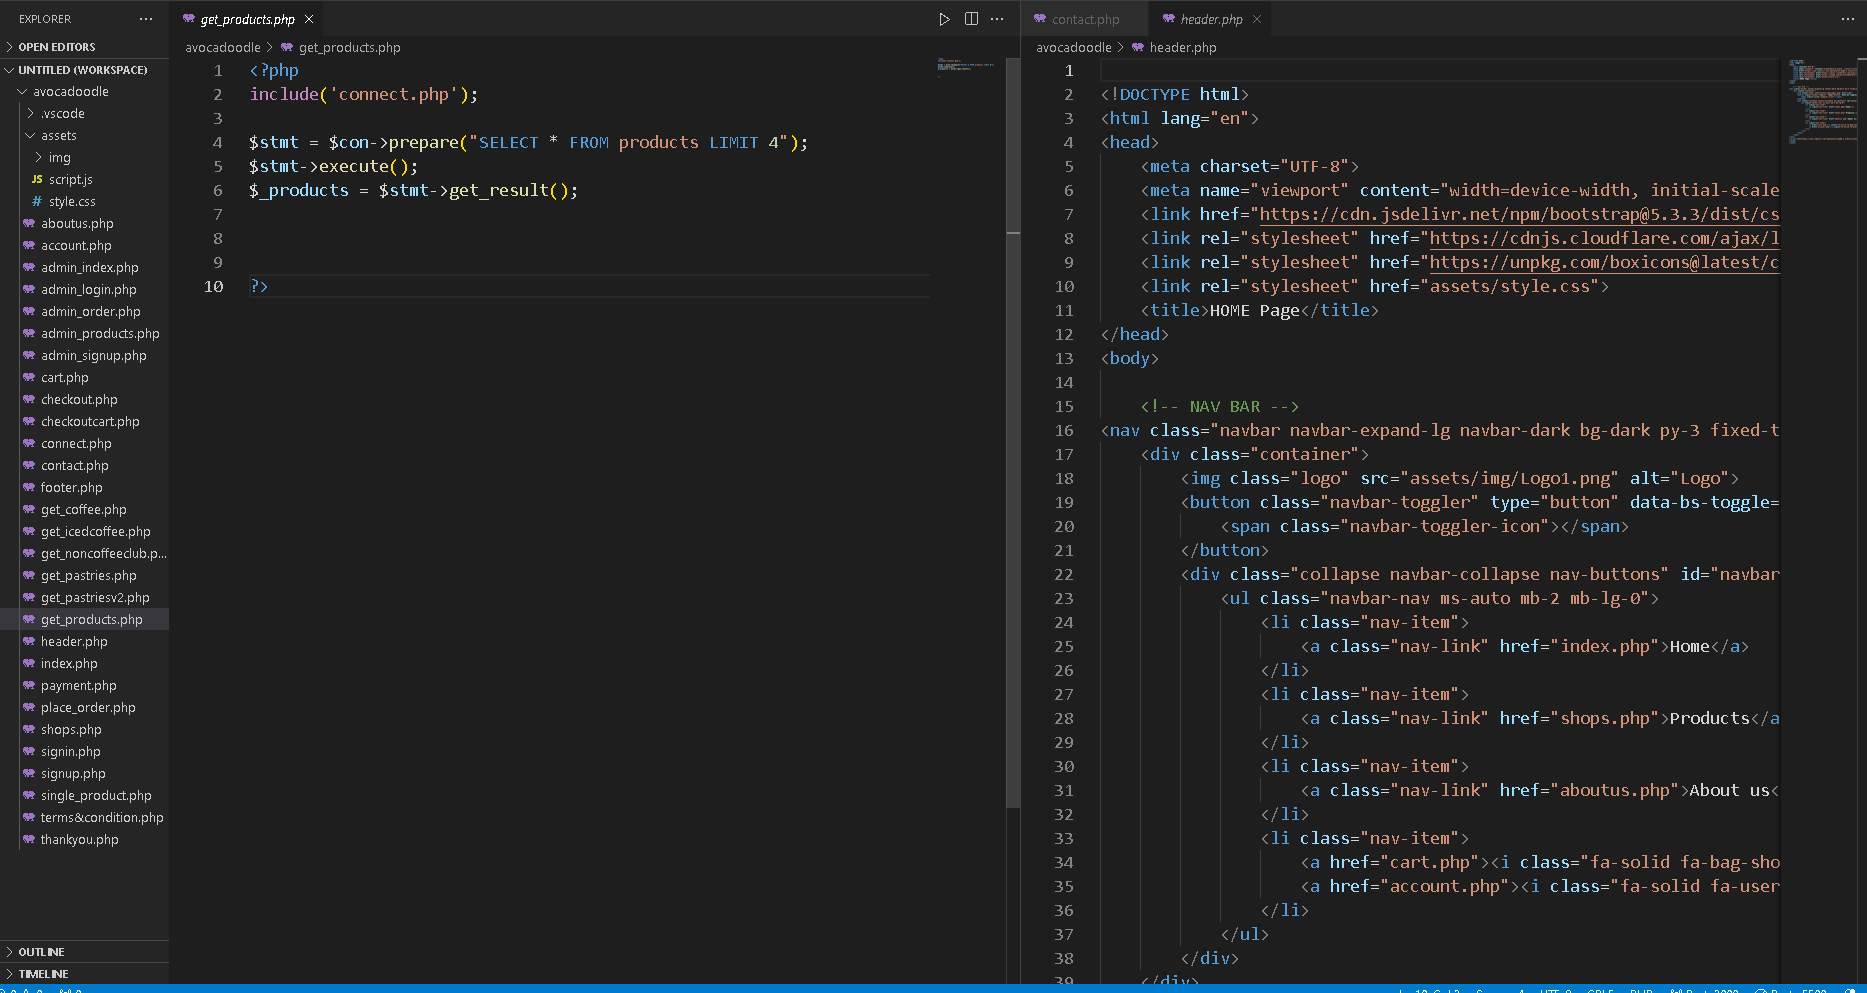 EXPLORER
OPEN EDITORS
UNTITLED (WORKSPACE)
avocadoodle
.vscode
assets
img
JS script.js
# style.css
aboutus.php
account.php
admin_index.php
admin_login.php
admin_order.php
admin_products.php
admin_signup.php
cart.php
checkout.php
checkoutcart.php
connect.php
contact.php
footer.php
get_coffee.php
get_icedcoffee.php
get_noncoffeeclub.p...
get_pastries.php
get_pastriesv2.php
get_products.php
header.php
index.php
payment.php
place_order.php
shops.php
signin.php
signup.php
single_product.php
terms&condition.php
thankyou.php
OUTLINE
TIMELINE
get_products.php
avocadoodle > get_products.php
1 <?php
2 include('connect.php');
3
4 $stmt = $con->prepare("SELECT * FROM products LIMIT 4");
5 $stmt->execute();
6 $_products = $stmt->get_result();
7
8
9
10 ?>
contact.php
header.php
avocadoodle > header.php
1
2 <!DOCTYPE html>
3 <html lang="en">
4 <head>
5 <meta charset="UTF-8">
6 <meta name="viewport" content="width=device-width, initial-scale
7 <link href="https://cdn.jsdelivr.net/npm/bootstrap@5.3.3/dist/cs
8 <link rel="stylesheet" href="https://cdnjs.cloudflare.com/ajax/l
9 <link rel="stylesheet" href="https://unpkg.com/boxicons@latest/c
10 <link rel="stylesheet" href="assets/style.css">
11 <title>HOME Page</title>
12 </head>
13 <body>
14
15 <!-- NAV BAR -->
16 <nav class="navbar navbar-expand-lg navbar-dark bg-dark py-3 fixed-t
17 <div class="container">
18 <img class="logo" src="assets/img/Logo1.png" alt="Logo">
19 <button class="navbar-toggler" type="button" data-bs-toggle=
20 <span class="navbar-toggler-icon"></span>
21 </button>
22 <div class="collapse navbar-collapse nav-buttons" id="navbar
23 <ul class="navbar-nav ms-auto mb-2 mb-lg-0">
24 <li class="nav-item">
25 <a class="nav-link" href="index.php">Home</a>
26 </li>
27 <li class="nav-item">
28 <a class="nav-link" href="shops.php">Products</a
29 </li>
30 <li class="nav-item">
31 <a class="nav-link" href="aboutus.php">About us<
32 </li>
33 <li class="nav-item">
34 <a href="cart.php"><i class="fa-solid fa-bag-sho
35 <a href="account.php"><i class="fa-solid fa-user
36 </li>
37 </ul>
38 </div>
39 </div>